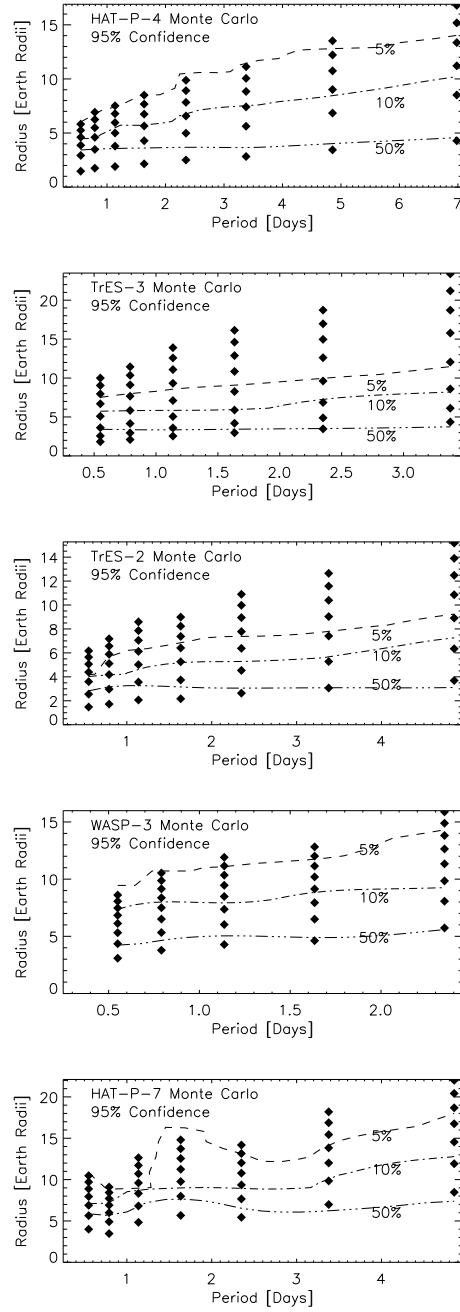 HAT-P-4 Monte Carlo
95% Confidence
5%
10%
50%
Radius [Earth Radii]
15
10
5
0
0 1 2 3 4 5 6 7
Period [Days]
TrES-3 Monte Carlo
95% Confidence
5%
10%
50%
Radius [Earth Radii]
20
15
10
5
0
0.5 1.0 1.5 2.0 2.5 3.0
Period [Days]
TrES-2 Monte Carlo
95% Confidence
5%
10%
50%
Radius [Earth Radii]
14
12
10
8
6
4
2
0
1 2 3 4
Period [Days]
WASP-3 Monte Carlo
95% Confidence
5%
10%
50%
Radius [Earth Radii]
15
10
5
0
0.5 1.0 1.5 2.0
Period [Days]
HAT-P-7 Monte Carlo
95% Confidence
5%
10%
50%
Radius [Earth Radii]
20
15
10
5
0
1 2 3 4
Period [Days]